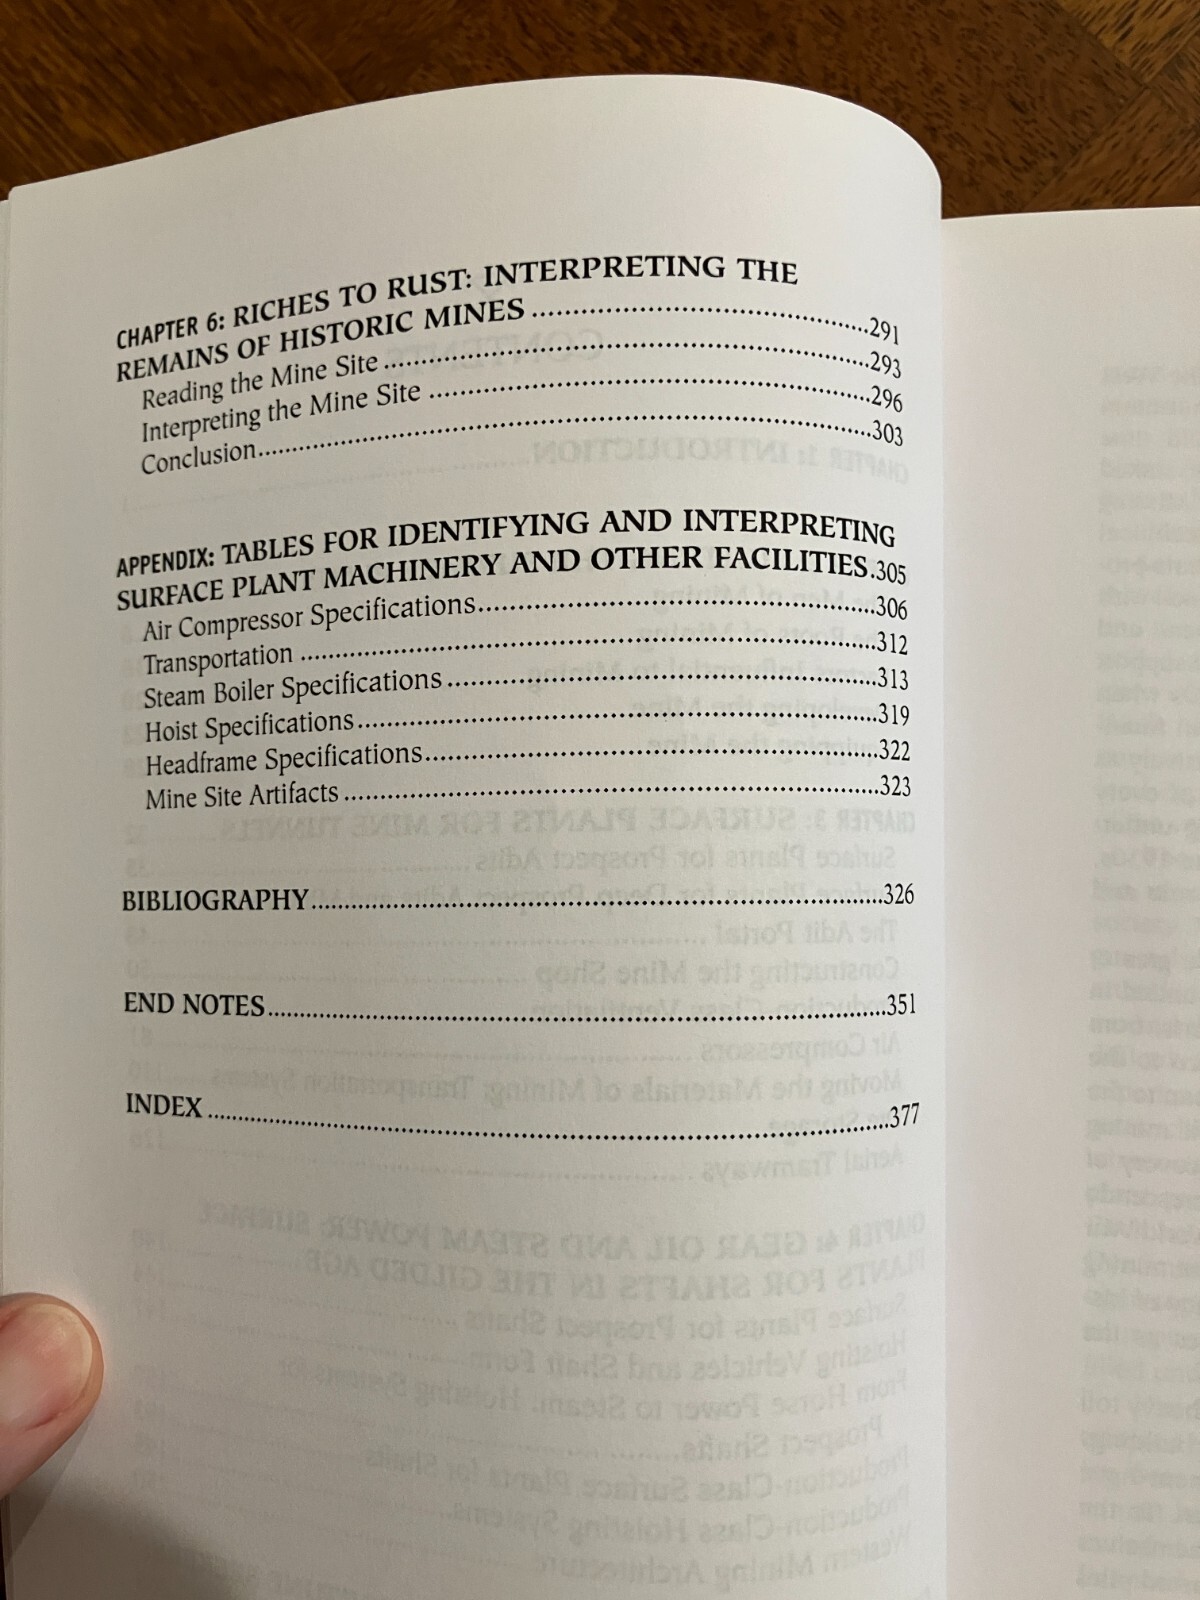 CHAPTER 6: RICHES TO RUST: INTERPRETING THE
REMAINS OF HISTORIC MINES ........................................291
Reading the Mine Site ........................................293
Interpreting the Mine Site ........................................296
Conclusion........................................303
APPENDIX: TABLES FOR IDENTIFYING AND INTERPRETING
SURFACE PLANT MACHINERY AND OTHER FACILITIES.305
Air Compressor Specifications........................................306
Transportation ........................................312
Steam Boiler Specifications ........................................313
Hoist Specifications ........................................319
Headframe Specifications........................................322
Mine Site Artifacts ........................................323
BIBLIOGRAPHY........................................326
END NOTES........................................351
INDEX ........................................377